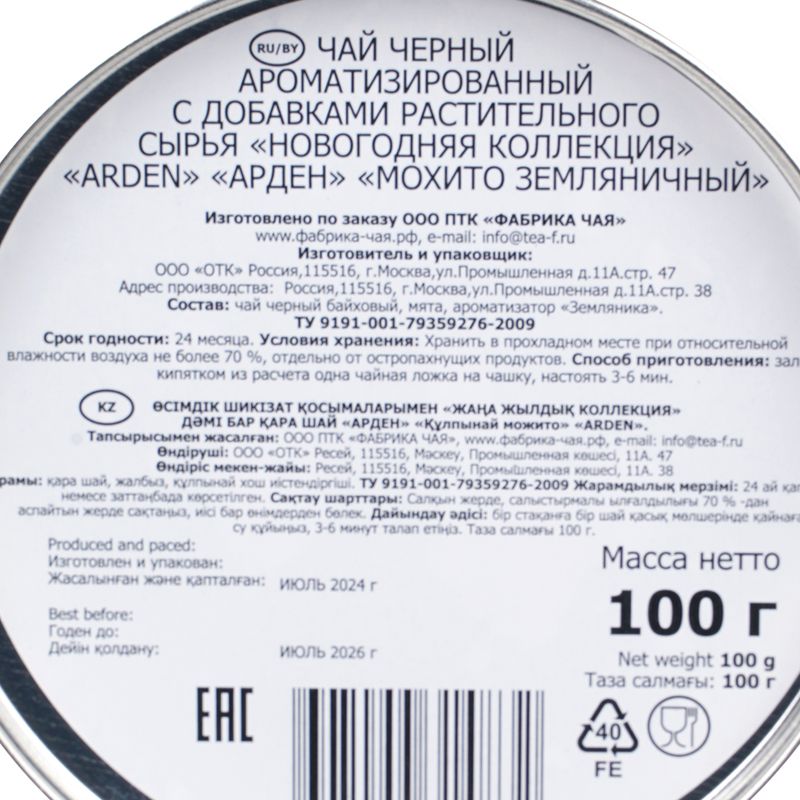 RU/BY ЧАЙ ЧЕРНЫЙ
АРОМАТИЗИРОВАННЫЙ
С ДОБАВКАМИ РАСТИТЕЛЬНОГО
СЫРЬЯ «НОВОГОДНЯЯ КОЛЛЕКЦИЯ»
«ARDEN» «АРДЕН» «МОХИТО ЗЕМЛЯНИЧНЫЙ»
Изготовлено по заказу ООО ПТК «ФАБРИКА ЧАЯ»
www.фабрика-чая.рф, e-mail: info@tea-f.ru
Изготовитель и упаковщик:
ООО «ОТК» Россия,115516, г.Москва,ул.Промышленная д.11А.стр. 47
Адрес производства: Россия,115516, г.Москва,ул.Промышленная д.11А.стр. 38
Состав: чай черный байховый, мята, ароматизатор «Земляника».
ТУ 9191-001-79359276-2009
Срок годности: 24 месяца. Условия хранения: Хранить в прохладном месте при относительной
влажности воздуха не более 70 %, отдельно от остропахнущих продуктов. Способ приготовления: зал
кипятком из расчета одна чайная ложка на чашку, настоять 3-6 мин.
KZ ӨСІМДІК ШИКІЗАТ ҚОСЫМАЛАРЫМЕН «ЖАҢА ЖЫЛДЫҚ КОЛЛЕКЦИЯ»
ДӘМІ БАР ҚАРА ШАЙ «АРДЕН» «Құлпынай можито» «ARDEN».
Тапсырысымен жасалған: ООО ПТК «ФАБРИКА ЧАЯ», www.фабрика-чая.рф, e-mail: info@tea-f.ru
Өндіруші: ООО «ОТК» Ресей, 115516, Мәскеу, Промышленная көшесі, 11А. 47
Өндіріс мекен-жайы: Ресей, 115516, Мәскеу, Промышленная көшесі, 11А. 38
рамы: қара шай, жалбыз, құлпынай хош иістендіргіші. ТУ 9191-001-79359276-2009 Жарамдылық мерзімі: 24 ай қап
немесе заттаңбада көрсетілген. Сақтау шарттары: Салқын жерде, салыстырмалы ылғалдылығы 70 % -дан
аспайтын жерде сақтаңыз, иісі бар өнімдерден бөлек. Дайындау әдісі: бір стақанға бір шай қасық мөлшерінде қайнаға
су құйыңыз, 3-6 минут талап етіңіз. Таза салмағы 100 г.
Produced and paced:
Изготовлен и упакован:
Жасалынған және қапталған: ИЮЛЬ 2024 г
Best before:
Годен до:
Дейін қолдану: ИЮЛЬ 2026 г
Масса нетто
100 г
Net weight 100 g
Таза салмағы: 100 г
EAC
40
FE